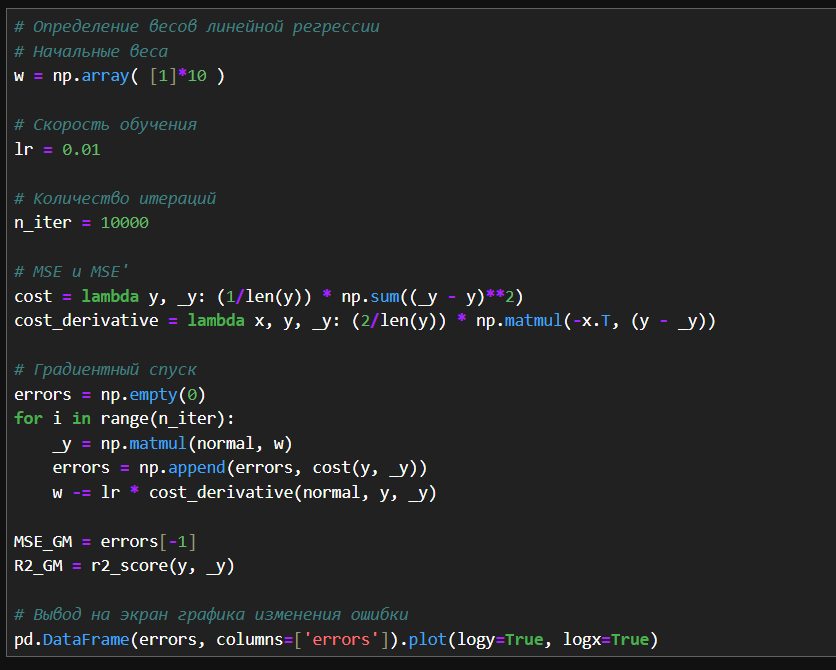 # Определение весов линейной регрессии
# Начальные веса
w = np.array( [1]*10 )
# Скорость обучения
lr = 0.01
# Количество итераций
n_iter = 10000
# MSE и MSE'
cost = lambda y, _y: (1/len(y)) * np.sum((_y - y)**2)
cost_derivative = lambda x, y, _y: (2/len(y)) * np.matmul(-x.T, (y - _y))
# Градиентный спуск
errors = np.empty(0)
for i in range(n_iter):
    _y = np.matmul(normal, w)
    errors = np.append(errors, cost(y, _y))
    w -= lr * cost_derivative(normal, y, _y)
MSE_GM = errors[-1]
R2_GM = r2_score(y, _y)
# Вывод на экран графика изменения ошибки
pd.DataFrame(errors, columns=['errors']).plot(logy=True, logx=True)